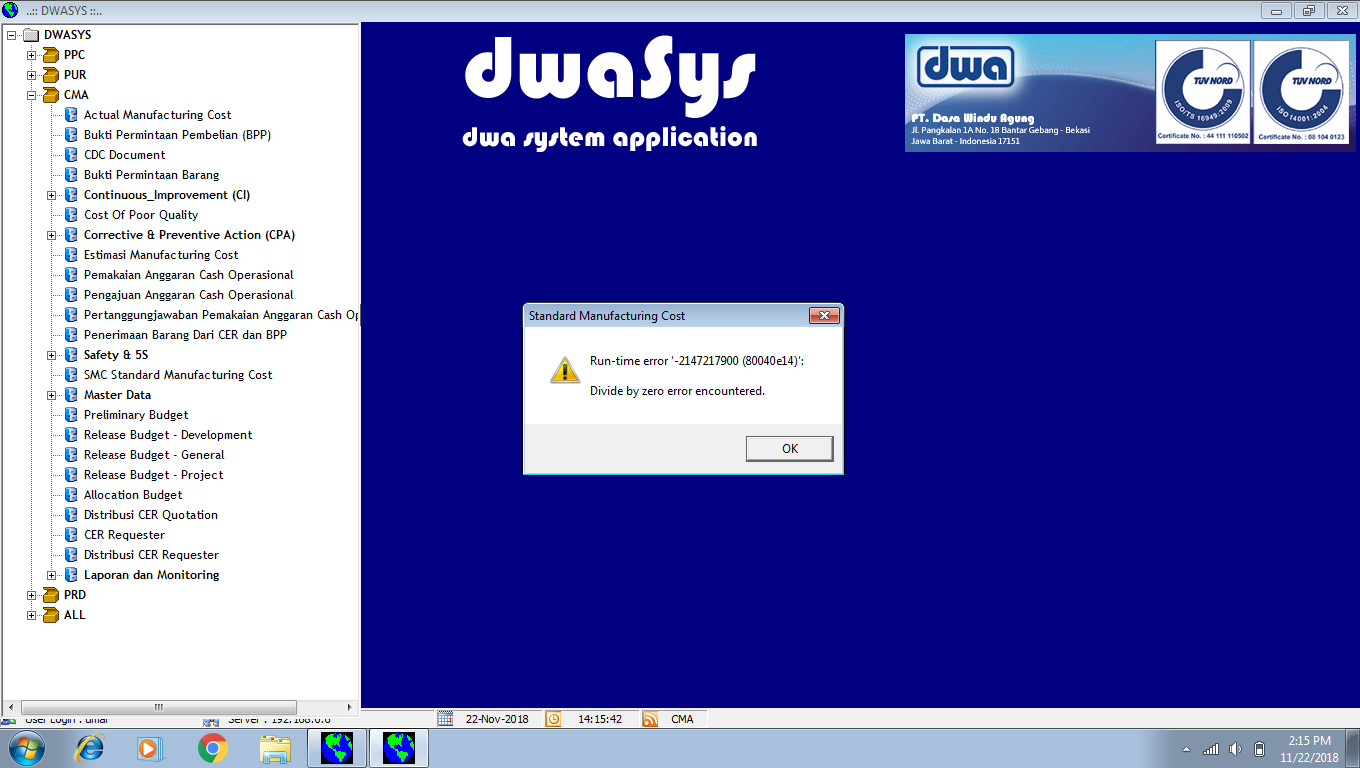 ..:: DWASYS ::..
DWASYS
PPC
PUR
CMA
Actual Manufacturing Cost
Bukti Permintaan Pembelian (BPP)
CDC Document
Bukti Permintaan Barang
Continuous_Improvement (CI)
Cost Of Poor Quality
Corrective & Preventive Action (CPA)
Estimasi Manufacturing Cost
Pemakaian Anggaran Cash Operasional
Pengajuan Anggaran Cash Operasional
Pertanggungjawaban Pemakaian Anggaran Cash Op
Penerimaan Barang Dari CER dan BPP
Safety & 5S
SMC Standard Manufacturing Cost
Master Data
Preliminary Budget
Release Budget - Development
Release Budget - General
Release Budget - Project
Allocation Budget
Distribusi CER Quotation
CER Requester
Distribusi CER Requester
Laporan dan Monitoring
PRD
ALL
dwaSys
dwa system application
dwa
PT. Dasa Windu Agung
Jl. Pangkalan 1A No. 18 Bantar Gebang - Bekasi
Jawa Barat - Indonesia 17151
TUV NORD
ISO/TS 16949:2009
Certificate No. : 44 111 110502
TUV NORD
ISO 14001:2004
Certificate No. : 08 104 0123
Standard Manufacturing Cost
Run-time error '-2147217900 (80040e14)':
Divide by zero error encountered.
OK
User Login : umar
Server : 192.168.0.6
22-Nov-2018
14:15:42
CMA
2:15 PM
11/22/2018